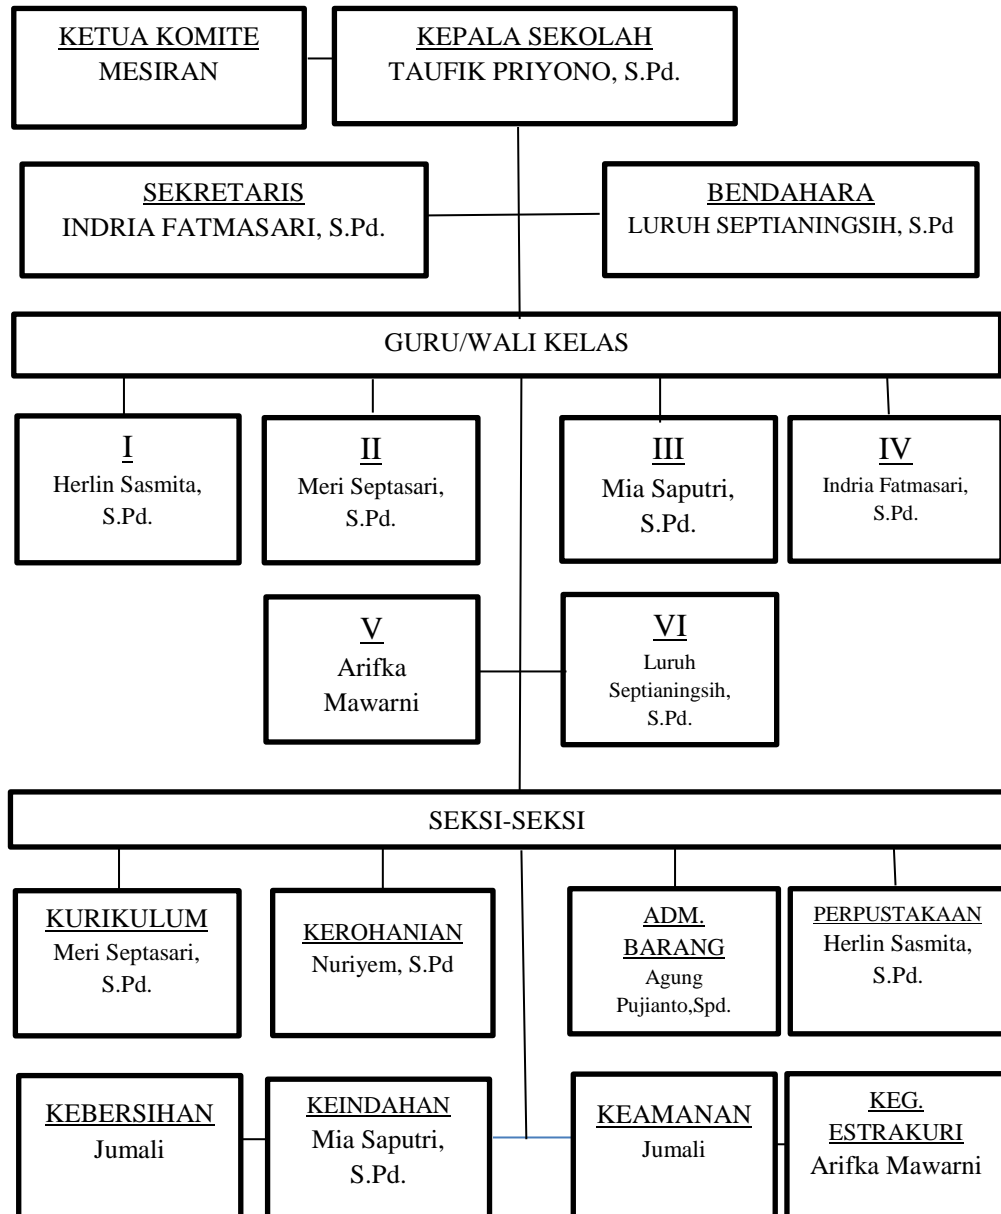 KETUA KOMITE
MESIRAN
KEPALA SEKOLAH
TAUFIK PRIYONO, S.Pd.
SEKRETARIS
INDRIA FATMASARI, S.Pd.
BENDAHARA
LURUH SEPTIANINGSIH, S.Pd
GURU/WALI KELAS
I
Herlin Sasmita,
S.Pd.
II
Meri Septasari,
S.Pd.
III
Mia Saputri,
S.Pd.
IV
Indria Fatmasari,
S.Pd.
V
Arifka
Mawarni
VI
Luruh
Septianingsih,
S.Pd.
SEKSI-SEKSI
KURIKULUM
Meri Septasari,
S.Pd.
KEROHANIAN
Nuriyem, S.Pd
ADM.
BARANG
Agung
Pujianto,Spd.
PERPUSTAKAAN
Herlin Sasmita,
S.Pd.
KEBERSIHAN
Jumali
KEINDAHAN
Mia Saputri,
S.Pd.
KEAMANAN
Jumali
KEG.
ESTRAKURI
Arifka Mawarni